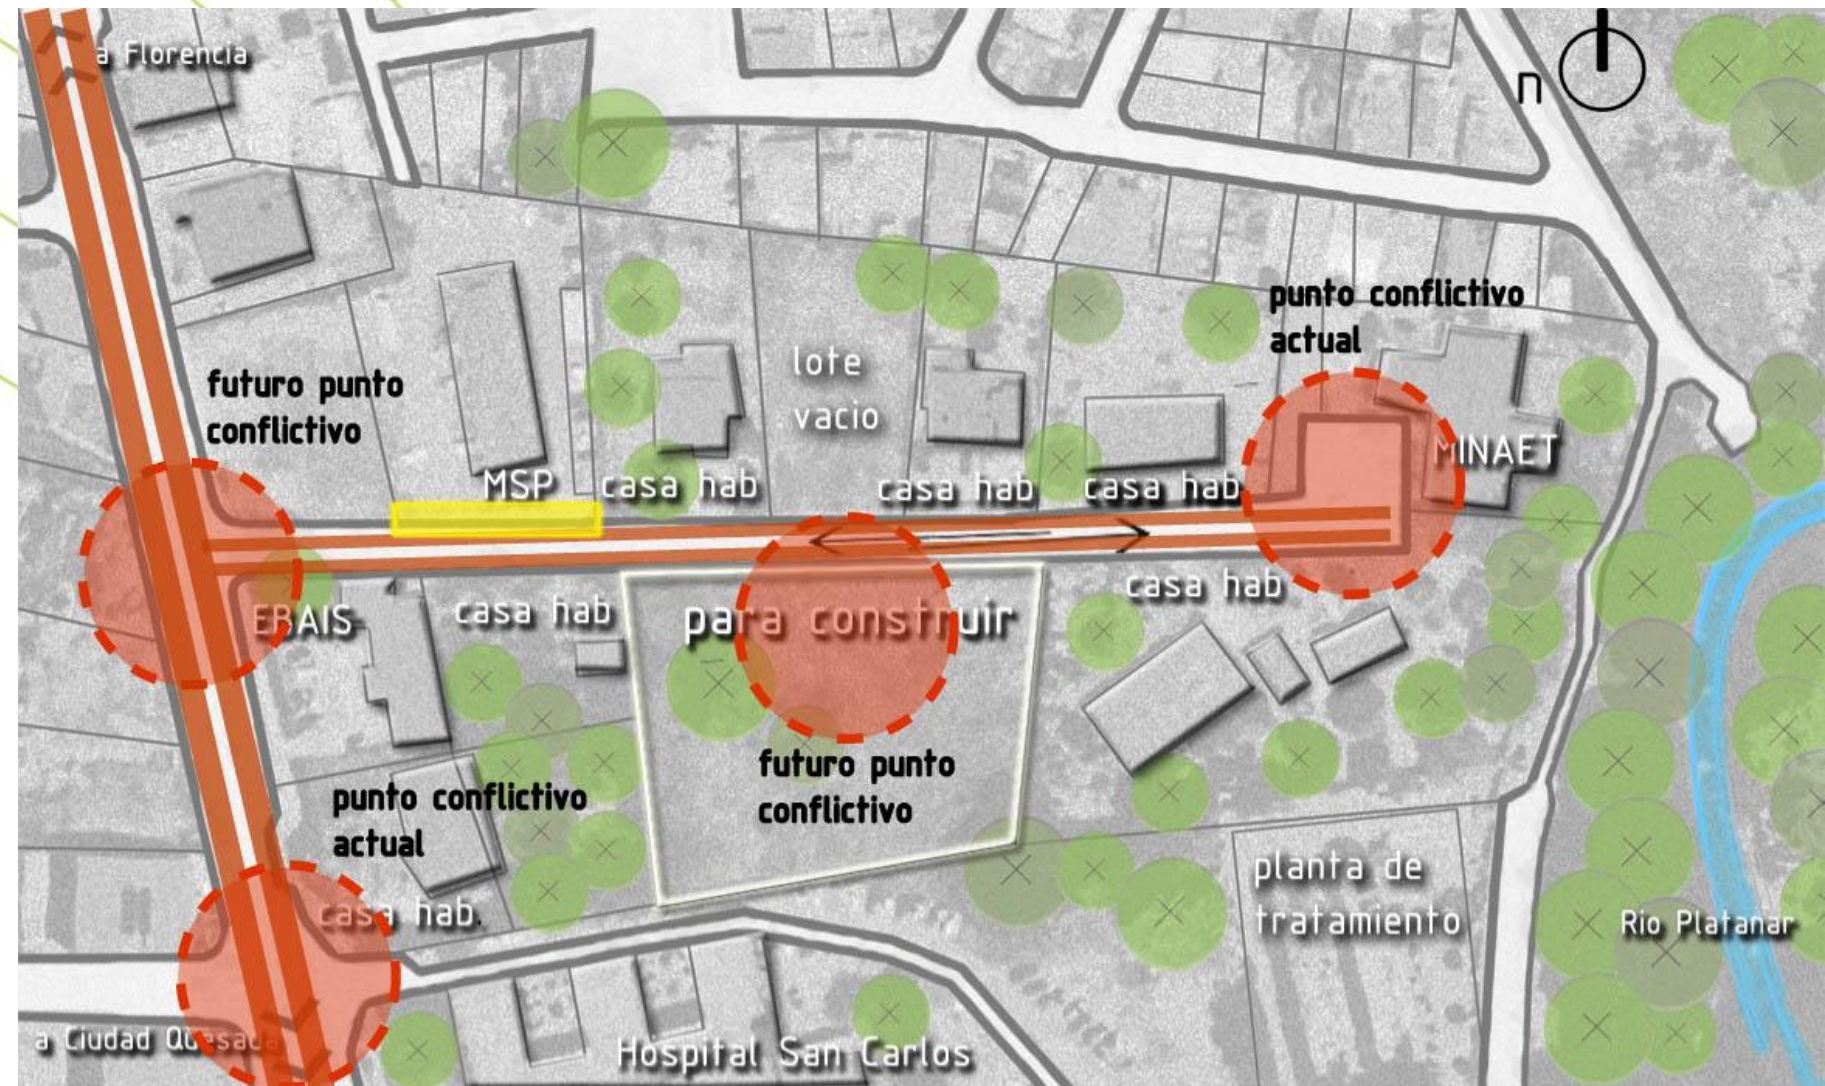 a Florencia
n
punto conflictivo
actual
futuro punto
conflictivo
lote
vacio
MINAET
MSP
casa hab
casa hab
casa hab
EBAIS
casa hab
para construir
casa hab
futuro punto
conflictivo
punto conflictivo
actual
casa hab.
planta de
tratamiento
Rio Platanar
a Ciudad Quesada
Hospital San Carlos